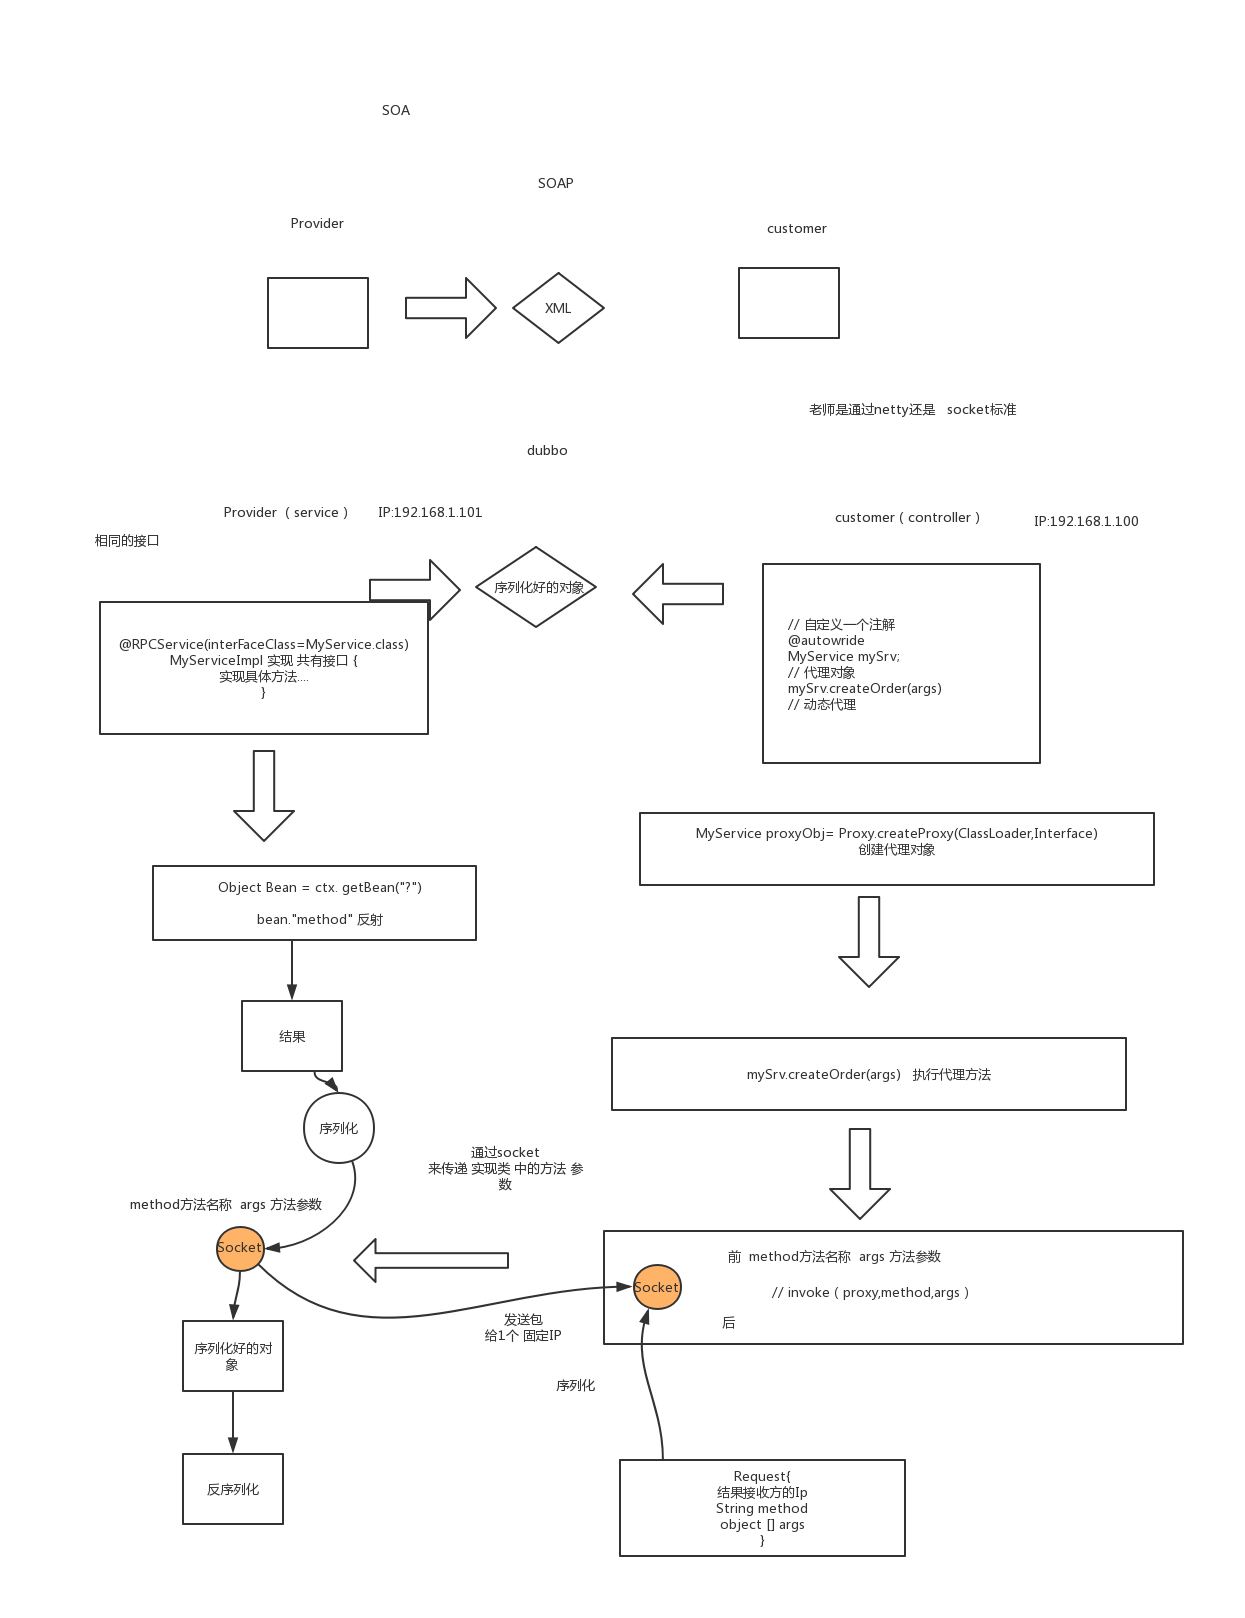 SOA
SOAP
Provider
customer
XML
老师是通过netty还是   socket标准
dubbo
Provider（service）
IP:192.168.1.101
customer（controller）
IP:192.168.1.100
相同的接口
序列化好的对象
@RPCService(interFaceClass=MyService.class)
MyServiceImpl 实现 共有接口 {
实现具体方法....
}
// 自定义一个注解
@autowride
MyService mySrv;
// 代理对象
mySrv.createOrder(args)
// 动态代理
MyService proxyObj= Proxy.createProxy(ClassLoader,Interface)
创建代理对象
Object Bean = ctx. getBean("?")
bean."method" 反射
结果
mySrv.createOrder(args)   执行代理方法
序列化
通过socket
来传递 实现类 中的方法 参
数
method方法名称  args 方法参数
Socket
前  method方法名称  args 方法参数
Socket
// invoke（proxy,method,args）
后
发送包
给1个 固定IP
序列化好的对
象
序列化
反序列化
Request{
结果接收方的Ip
String method
object [] args
}